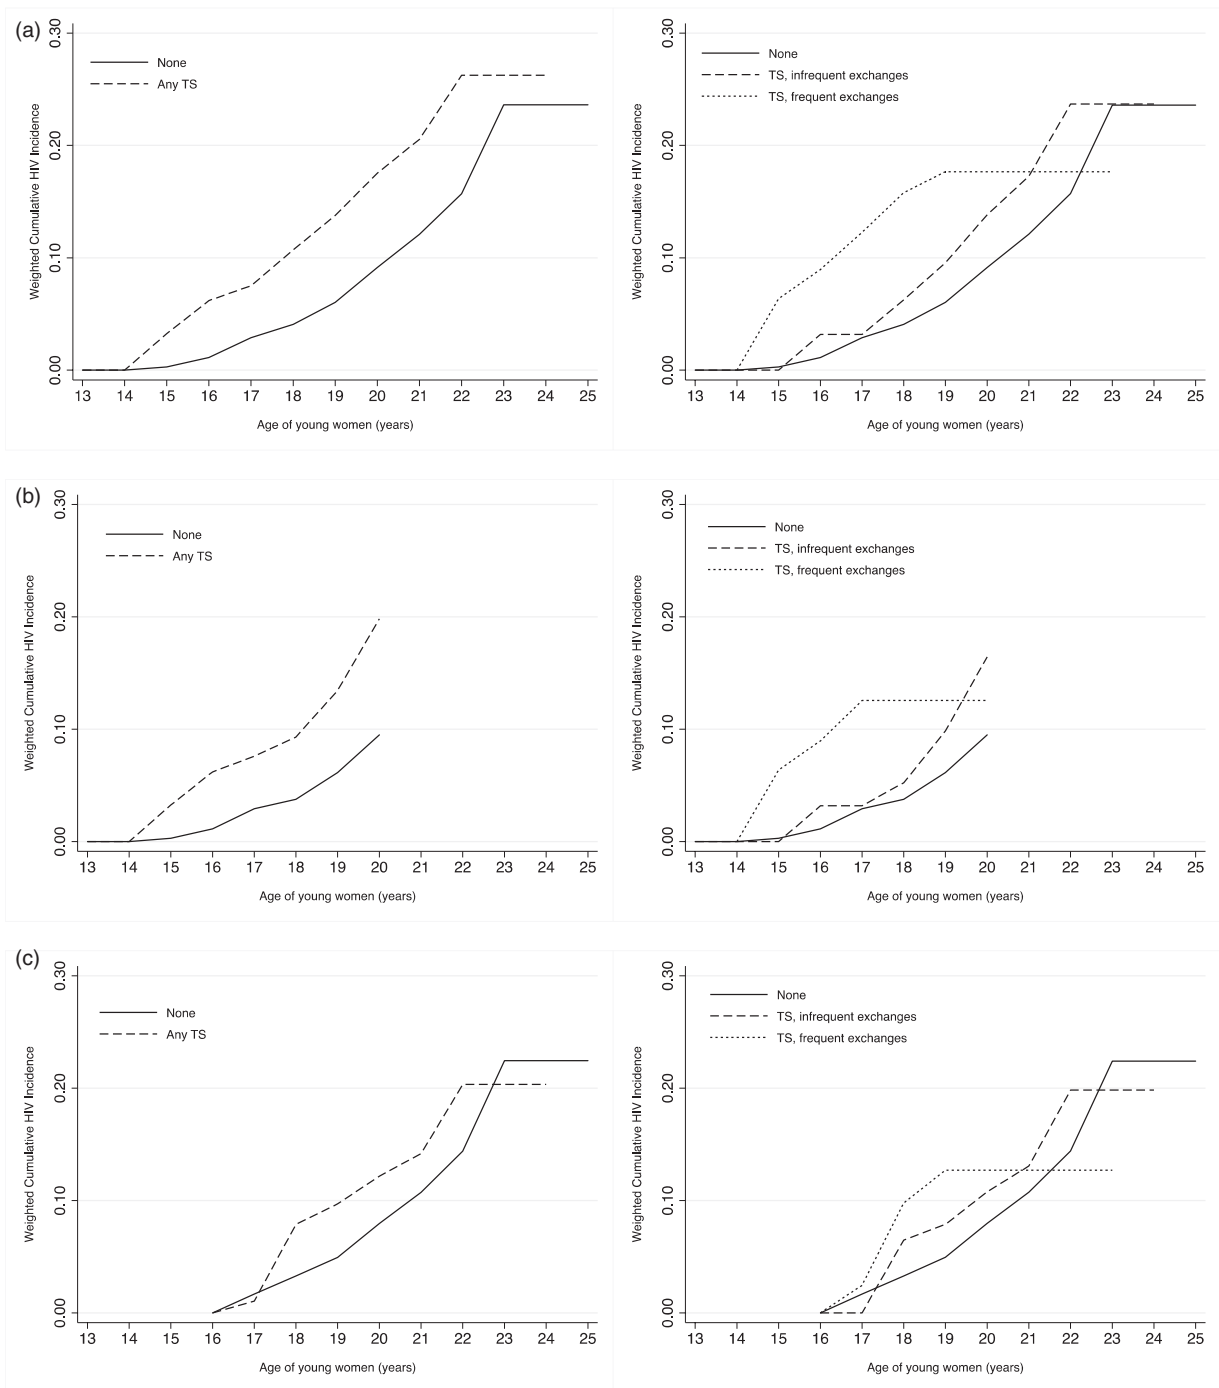 (a)
None
Any TS
Weighted Cumulative HIV Incidence
0.00 0.10 0.20 0.30
13 14 15 16 17 18 19 20 21 22 23 24 25
Age of young women (years)
None
TS, infrequent exchanges
TS, frequent exchanges
Weighted Cumulative HIV Incidence
0.00 0.10 0.20 0.30
13 14 15 16 17 18 19 20 21 22 23 24 25
Age of young women (years)
(b)
None
Any TS
Weighted Cumulative HIV Incidence
0.00 0.10 0.20 0.30
13 14 15 16 17 18 19 20 21 22 23 24 25
Age of young women (years)
None
TS, infrequent exchanges
TS, frequent exchanges
Weighted Cumulative HIV Incidence
0.00 0.10 0.20 0.30
13 14 15 16 17 18 19 20 21 22 23 24 25
Age of young women (years)
(c)
None
Any TS
Weighted Cumulative HIV Incidence
0.00 0.10 0.20 0.30
13 14 15 16 17 18 19 20 21 22 23 24 25
Age of young women (years)
None
TS, infrequent exchanges
TS, frequent exchanges
Weighted Cumulative HIV Incidence
0.00 0.10 0.20 0.30
13 14 15 16 17 18 19 20 21 22 23 24 25
Age of young women (years)